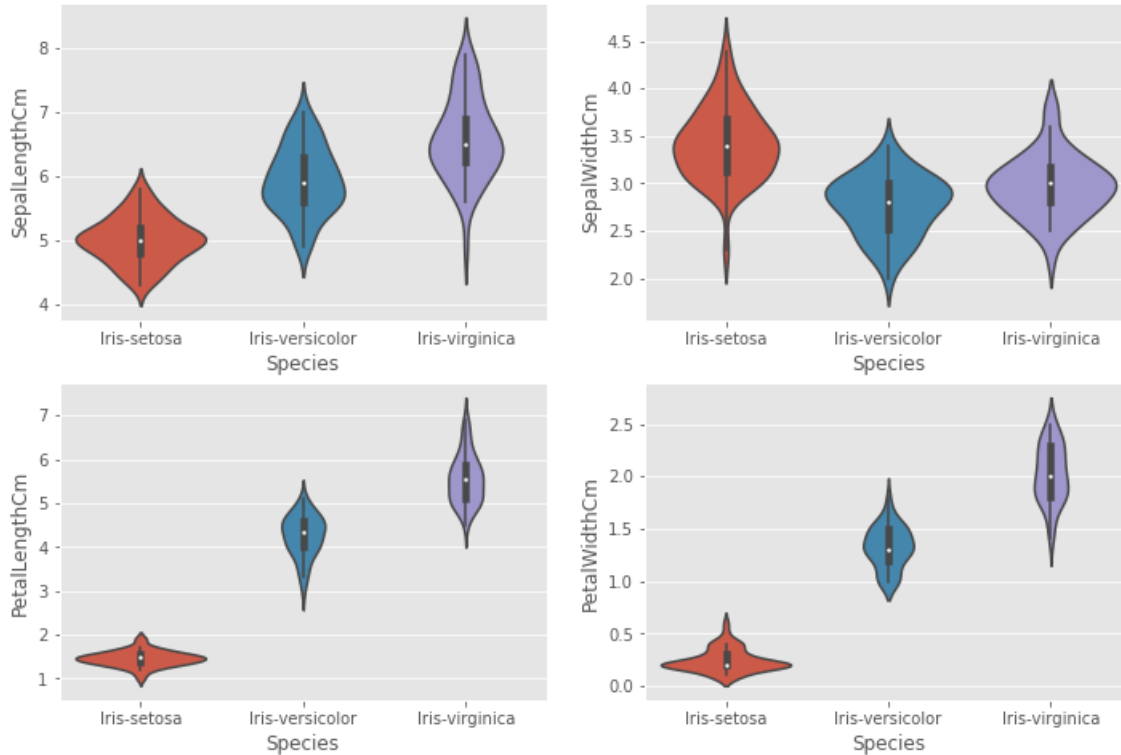 SepalLengthCm
8
7
6
5
4
Iris-setosa Iris-versicolor Iris-virginica
Species
SepalWidthCm
4.5
4.0
3.5
3.0
2.5
2.0
Iris-setosa Iris-versicolor Iris-virginica
Species
PetalLengthCm
7
6
5
4
3
2
1
Iris-setosa Iris-versicolor Iris-virginica
Species
PetalWidthCm
2.5
2.0
1.5
1.0
0.5
0.0
Iris-setosa Iris-versicolor Iris-virginica
Species